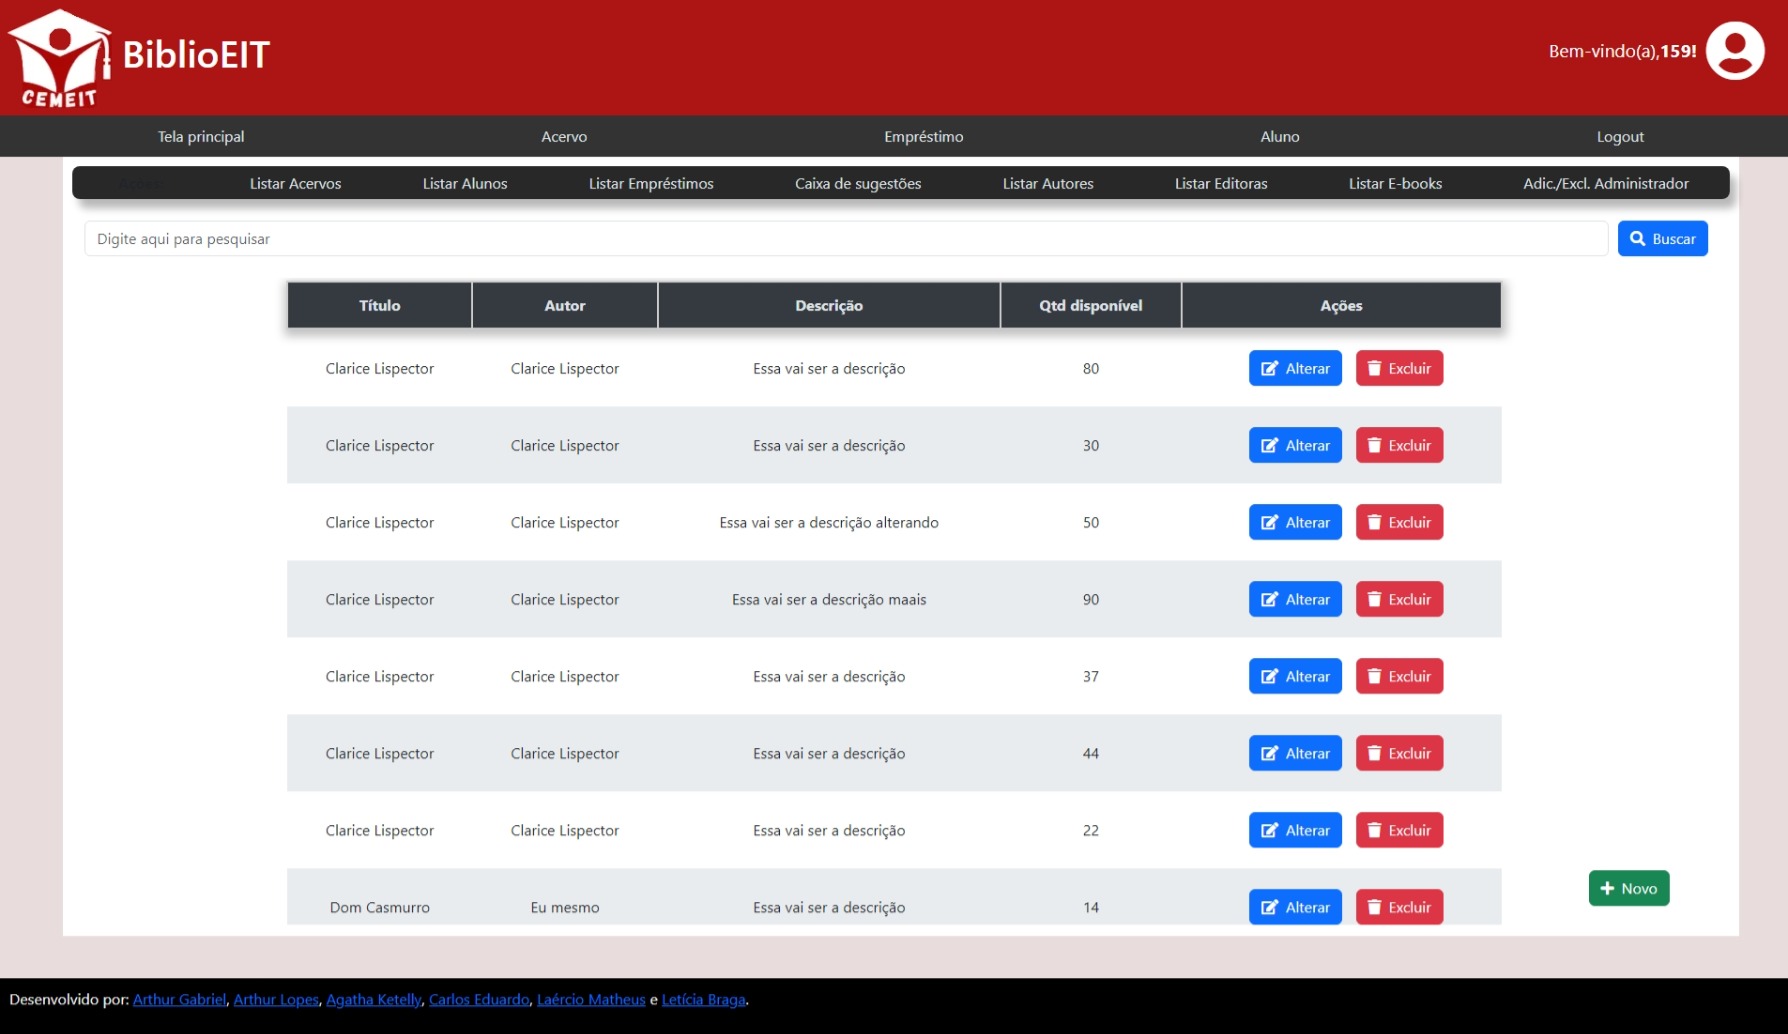 BiblioEIT
CEMEIT
Bem-vindo(a),159!
Tela principal Acervo Empréstimo Aluno Logout
Ações: Listar Acervos Listar Alunos Listar Empréstimos Caixa de sugestões Listar Autores Listar Editoras Listar E-books Adic./Excl. Administrador
Digite aqui para pesquisar Buscar
Título Autor Descrição Qtd disponível Ações
Clarice Lispector Clarice Lispector Essa vai ser a descrição 80 Alterar Excluir
Clarice Lispector Clarice Lispector Essa vai ser a descrição 30 Alterar Excluir
Clarice Lispector Clarice Lispector Essa vai ser a descrição alterando 50 Alterar Excluir
Clarice Lispector Clarice Lispector Essa vai ser a descrição maais 90 Alterar Excluir
Clarice Lispector Clarice Lispector Essa vai ser a descrição 37 Alterar Excluir
Clarice Lispector Clarice Lispector Essa vai ser a descrição 44 Alterar Excluir
Clarice Lispector Clarice Lispector Essa vai ser a descrição 22 Alterar Excluir
Dom Casmurro Eu mesmo Essa vai ser a descrição 14 Alterar Excluir
Novo
Desenvolvido por: Arthur Gabriel, Arthur Lopes, Agatha Ketelly, Carlos Eduardo, Laércio Matheus e Letícia Braga.